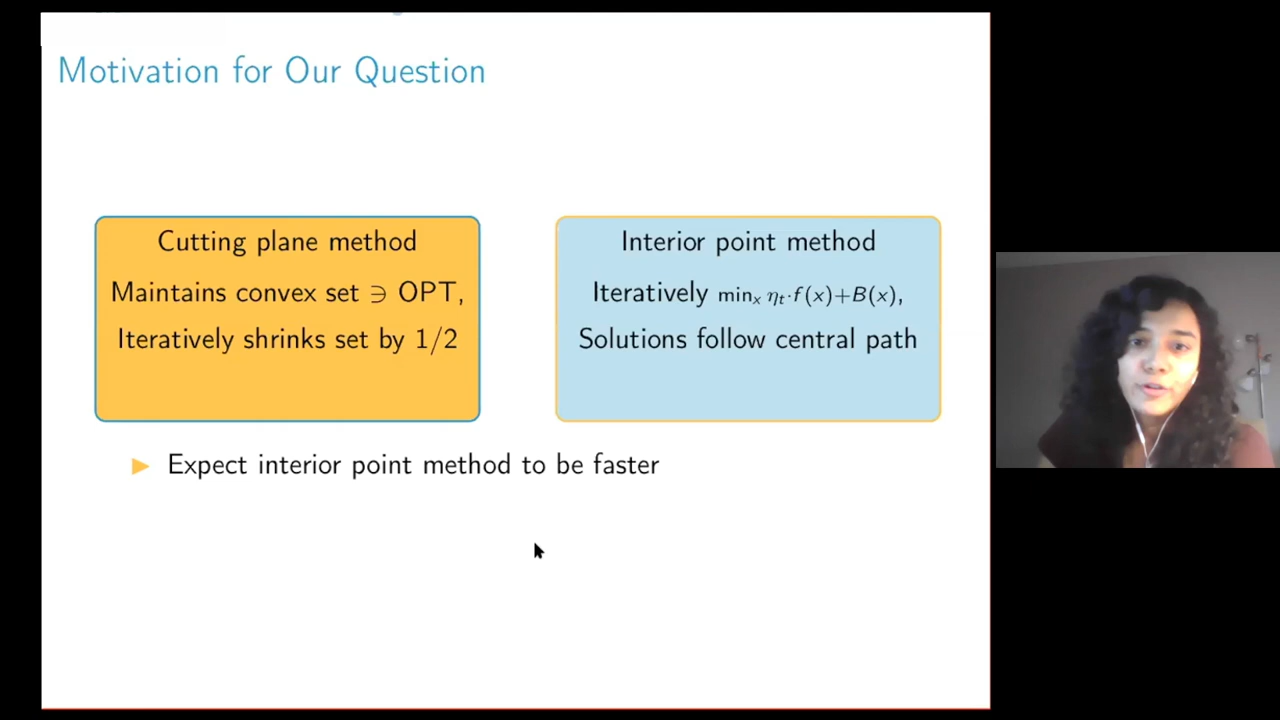 Motivation for Our Question
Cutting plane method
Maintains convex set ∋ OPT,
Iteratively shrinks set by 1/2
Interior point method
Iteratively minₓ ηₜ·f(x)+B(x),
Solutions follow central path
Expect interior point method to be faster